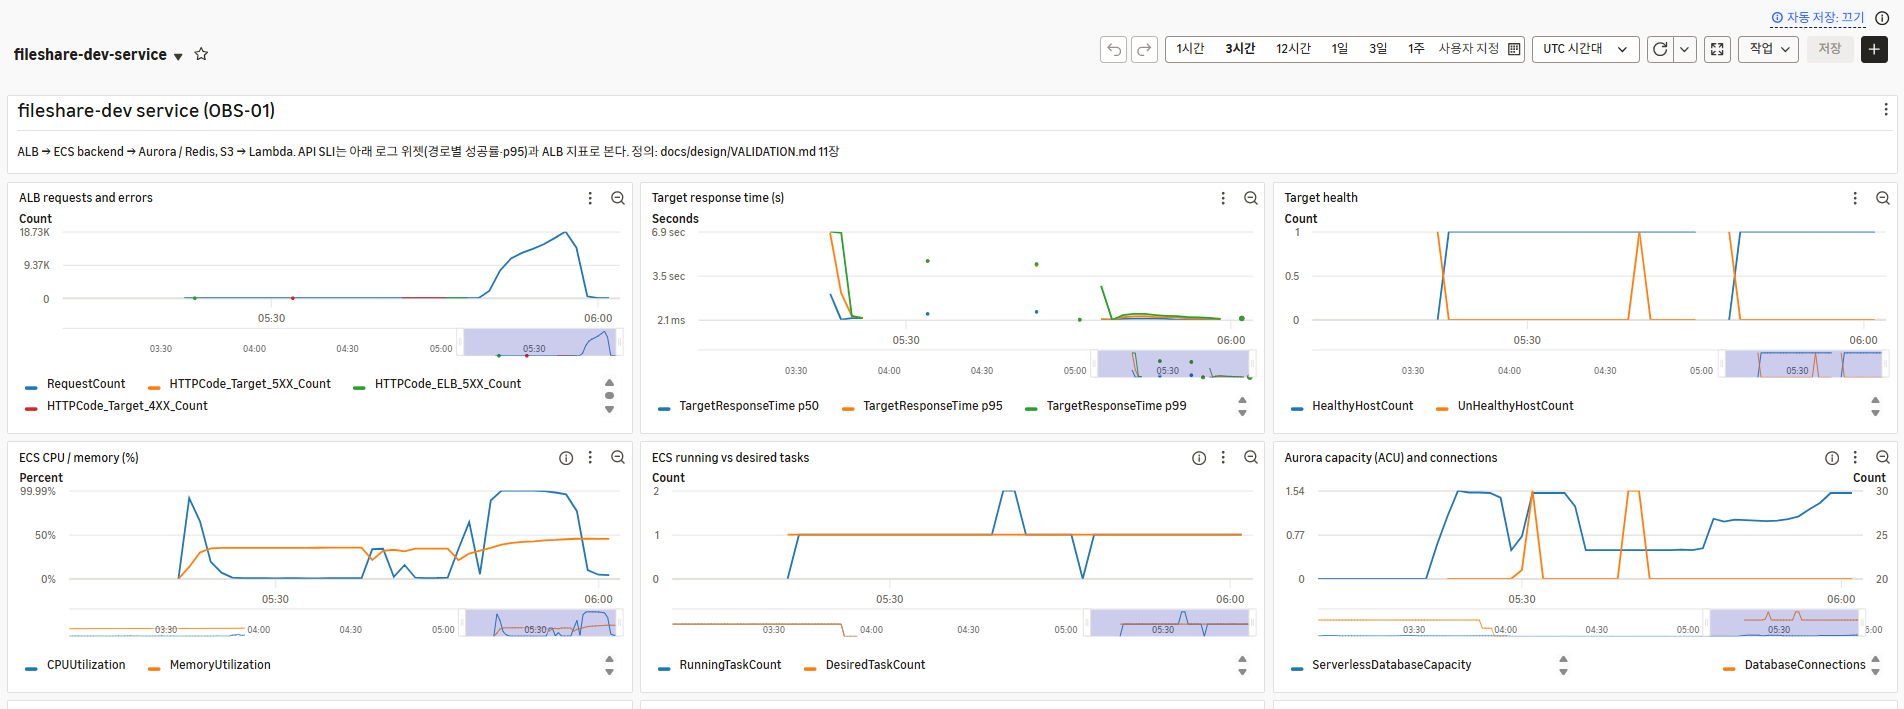 자동 저장: 끄기
fileshare-dev-service
1시간 3시간 12시간 1일 3일 1주 사용자 지정
UTC 시간대
작업
저장
fileshare-dev service (OBS-01)
ALB → ECS backend → Aurora / Redis, S3 → Lambda. API SLI는 아래 로그 위젯(경로별 성공률·p95)과 ALB 지표로 본다. 정의: docs/design/VALIDATION.md 11장
ALB requests and errors
Count
18.73K
9.37K
0
05:30 06:00
03:30 04:00 04:30 05:00 05:30
RequestCount HTTPCode_Target_5XX_Count HTTPCode_ELB_5XX_Count
HTTPCode_Target_4XX_Count
Target response time (s)
Seconds
6.9 sec
3.5 sec
2.1 ms
05:30 06:00
03:30 04:00 04:30 05:00 05:30
TargetResponseTime p50 TargetResponseTime p95 TargetResponseTime p99
Target health
Count
1
0.5
0
05:30 06:00
03:30 04:00 04:30 05:00 05:30
HealthyHostCount UnHealthyHostCount
ECS CPU / memory (%)
Percent
99.99%
50%
0%
05:30 06:00
03:30 04:00 04:30 05:00 05:30
CPUUtilization MemoryUtilization
ECS running vs desired tasks
Count
2
1
0
05:30 06:00
03:30 04:00 04:30 05:00 05:30
RunningTaskCount DesiredTaskCount
Aurora capacity (ACU) and connections
Count
1.54 30
0.77 25
0 20
05:30 06:00
03:30 04:00 04:30 05:00 05:30
ServerlessDatabaseCapacity DatabaseConnections